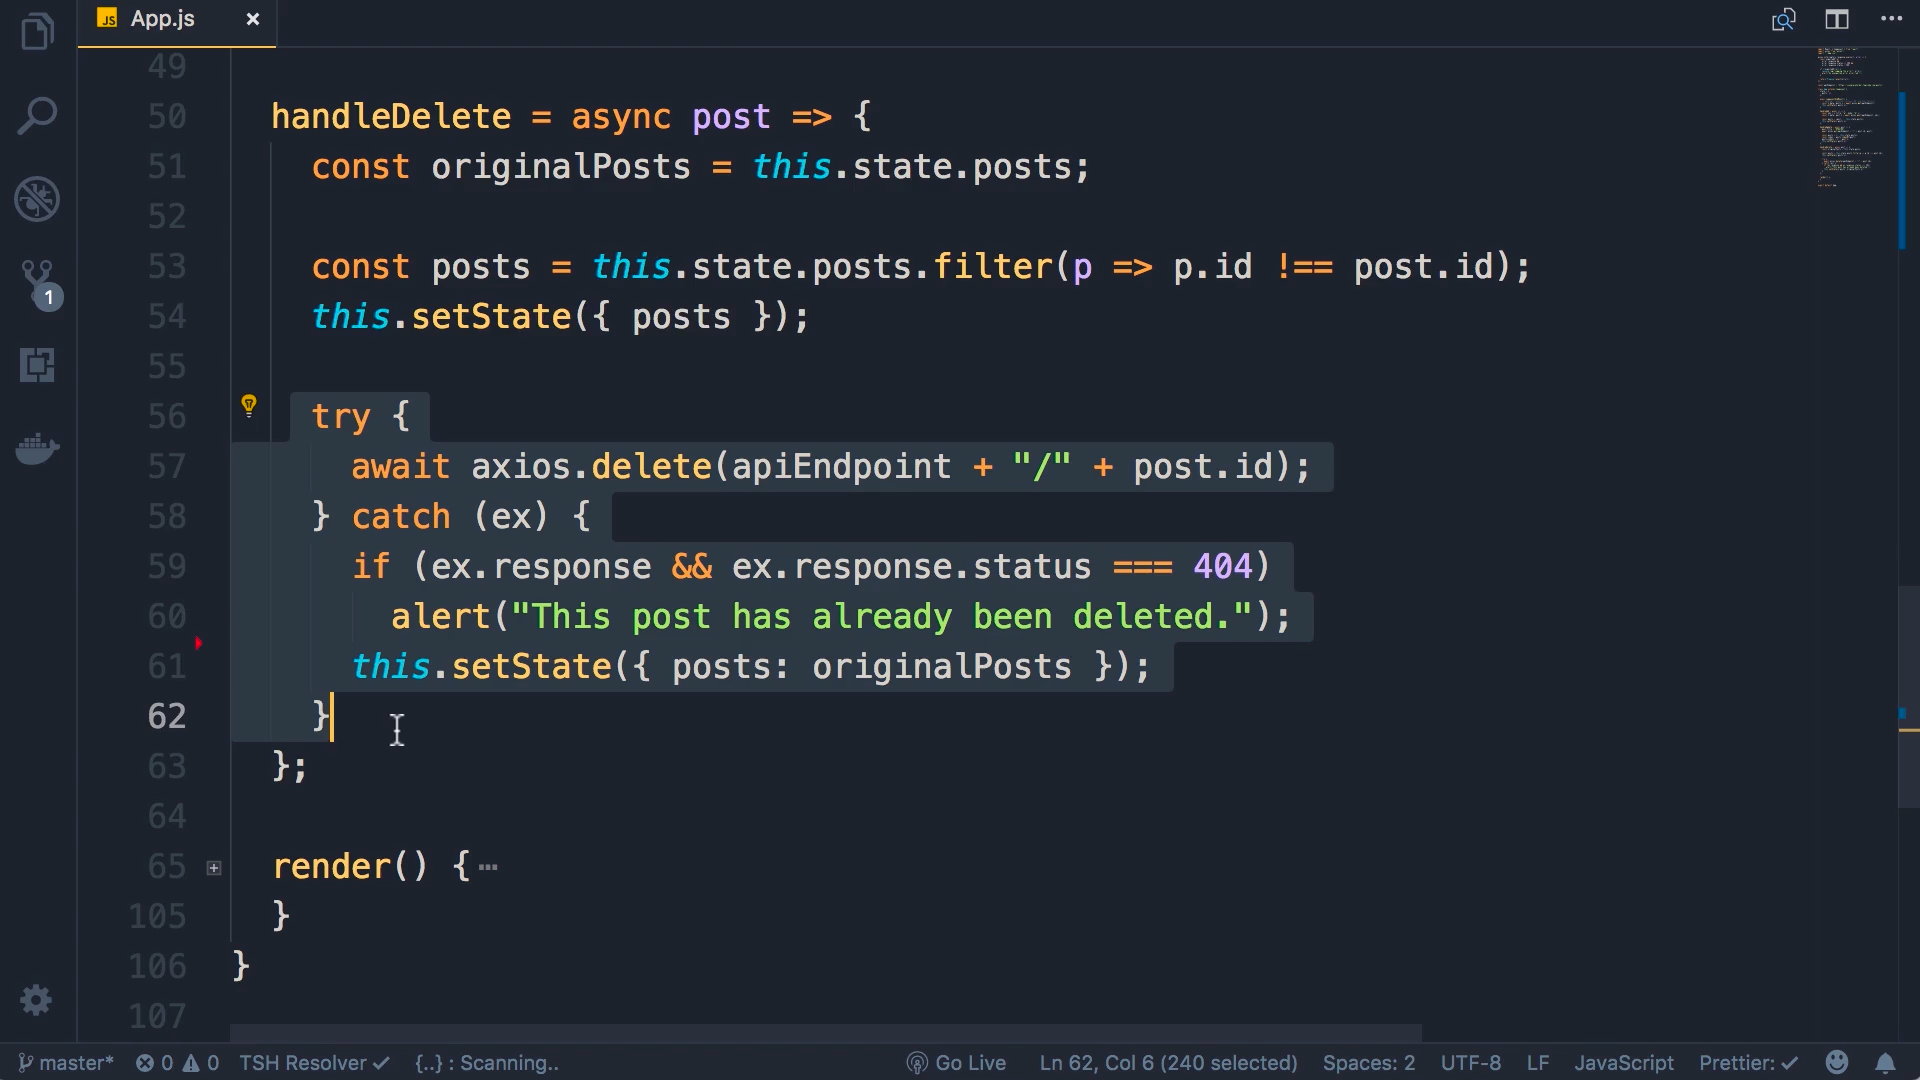 JS App.js ×
49
50 handleDelete = async post => {
51 const originalPosts = this.state.posts;
52
53 const posts = this.state.posts.filter(p => p.id !== post.id);
54 this.setState({ posts });
55
56 try {
57 await axios.delete(apiEndpoint + "/" + post.id);
58 } catch (ex) {
59 if (ex.response && ex.response.status === 404)
60 alert("This post has already been deleted.");
61 this.setState({ posts: originalPosts });
62 }
63 };
64
65 render() {
105 }
106 }
107
1
master* 0 0 TSH Resolver ✓ {..} : Scanning.. Go Live Ln 62, Col 6 (240 selected) Spaces: 2 UTF-8 LF JavaScript Prettier: ✓